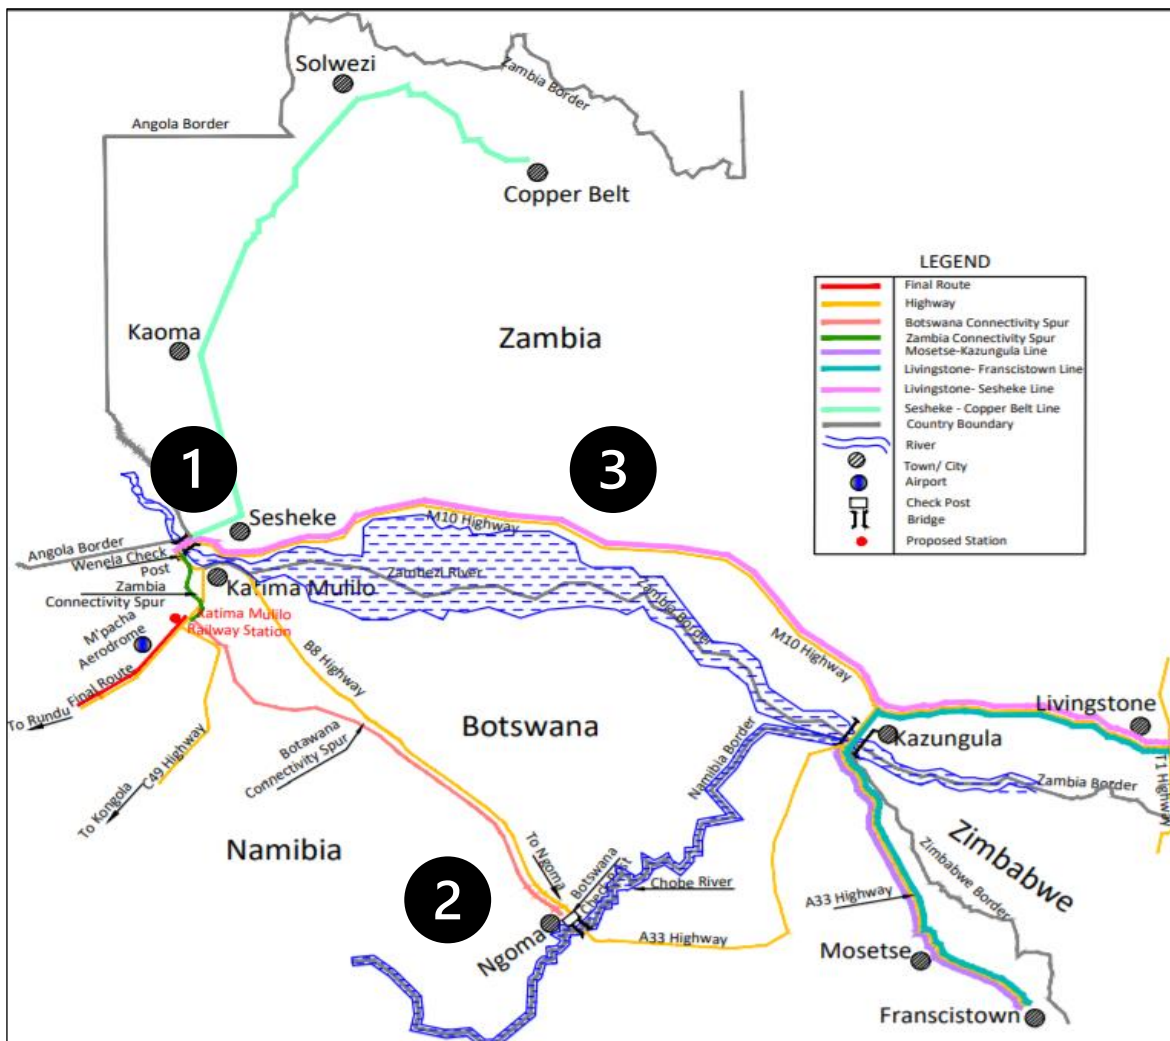 Solwezi
Zambia Border
Angola Border
Copper Belt
LEGEND
Final Route
Highway
Botswana Connectivity Spur
Zambia Connectivity Spur
Mosetse-Kazungula Line
Livingstone- Franscistown Line
Livingstone- Sesheke Line
Sesheke - Copper Belt Line
Country Boundary
River
Town/ City
Airport
Check Post
Bridge
Proposed Station
Kaoma
Zambia
1
3
Sesheke
M10 Highway
Angola Border
Wenela Check
Post
Zambezi River
Katima Mulilo
Zambia
Connectivity Spur
Zambia Border
Katima Mulilo
Railway Station
M'pacha
Aerodrome
B8 Highway
M10 Highway
Final Route
To Rundu
Livingstone
Botswana
Kazungula
Botawana
Connectivity Spur
C49 Highway
Namibia Border
T1 Highway
Zambia Border
To Kongola
Namibia
Zimbabwe
Zimbabwe Border
To Ngoma
Botswana
Check Post
Chobe River
2
A33 Highway
Ngoma
A33 Highway
Mosetse
Franscistown